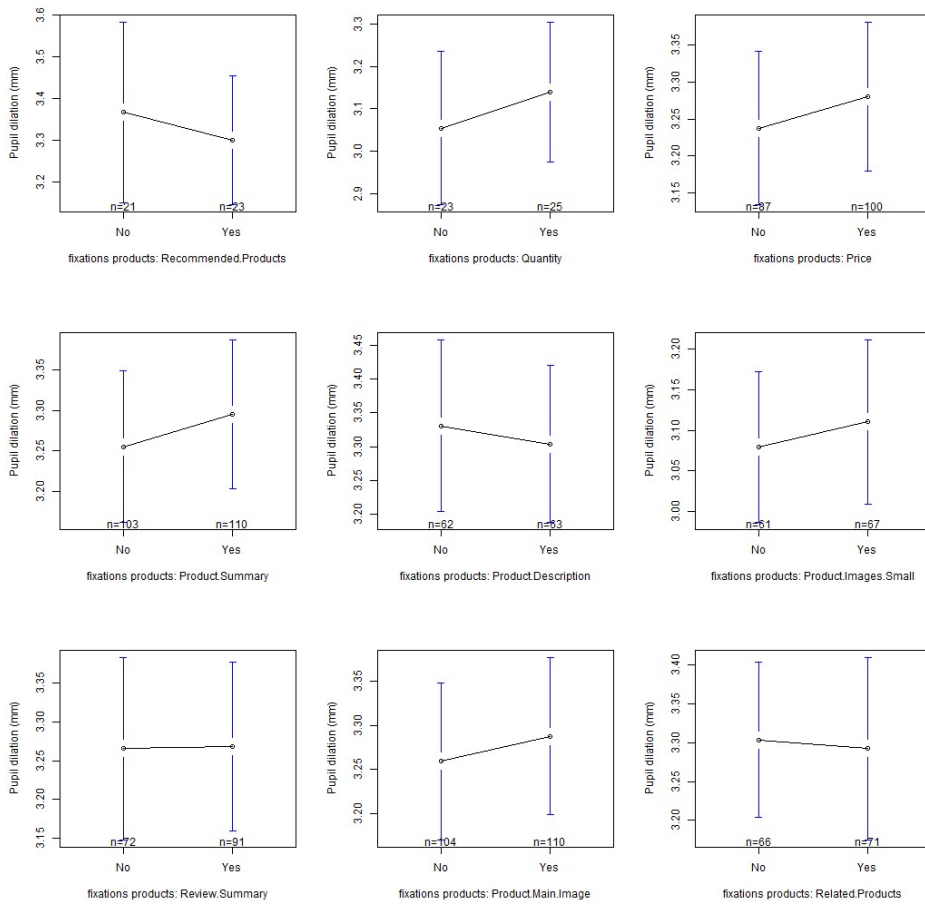 Pupil dilation (mm)
3.6
3.5
3.4
3.3
3.2
n=21 n=23
No Yes
fixations products: Recommended.Products
Pupil dilation (mm)
3.3
3.2
3.1
3.0
2.9
n=23 n=25
No Yes
fixations products: Quantity
Pupil dilation (mm)
3.35
3.30
3.25
3.20
3.15
n=87 n=100
No Yes
fixations products: Price
Pupil dilation (mm)
3.35
3.30
3.25
3.20
n=103 n=110
No Yes
fixations products: Product.Summary
Pupil dilation (mm)
3.45
3.40
3.35
3.30
3.25
3.20
n=62 n=63
No Yes
fixations products: Product.Description
Pupil dilation (mm)
3.20
3.15
3.10
3.05
3.00
n=61 n=67
No Yes
fixations products: Product.Images.Small
Pupil dilation (mm)
3.35
3.30
3.25
3.20
3.15
n=72 n=91
No Yes
fixations products: Review.Summary
Pupil dilation (mm)
3.35
3.30
3.25
3.20
n=104 n=110
No Yes
fixations products: Product.Main.Image
Pupil dilation (mm)
3.40
3.35
3.30
3.25
3.20
n=66 n=71
No Yes
fixations products: Related.Products